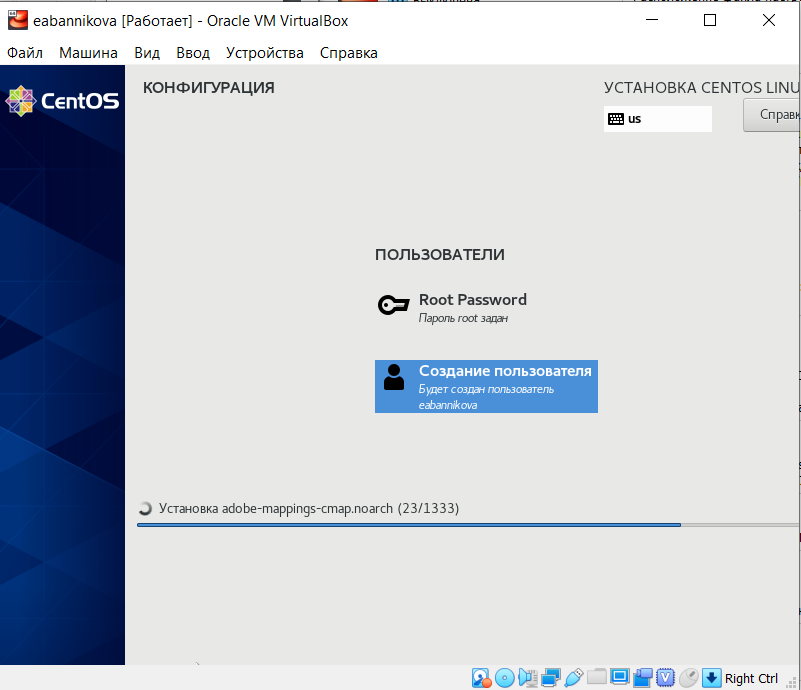 eabannikova [Работает] - Oracle VM VirtualBox
Файл Машина Вид Ввод Устройства Справка
CentOS
КОНФИГУРАЦИЯ
УСТАНОВКА CENTOS LINU
us
Справк
ПОЛЬЗОВАТЕЛИ
Root Password
Пароль root задан
Создание пользователя
Будет создан пользователь
eabannikova
Установка adobe-mappings-cmap.noarch (23/1333)
Right Ctrl